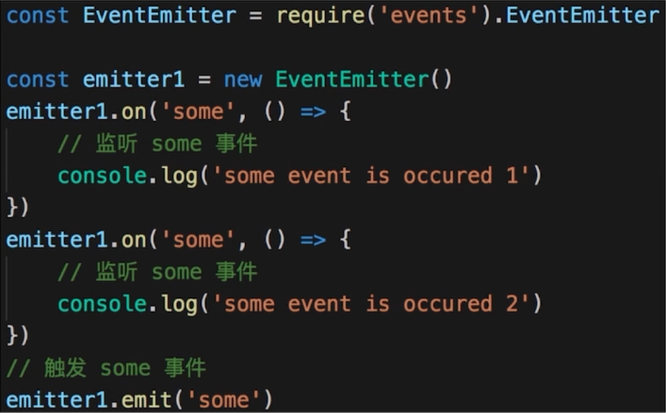 const EventEmitter = require('events').EventEmitter
const emitter1 = new EventEmitter()
emitter1.on('some', () => {
// 监听 some 事件
console.log('some event is occured 1')
})
emitter1.on('some', () => {
// 监听 some 事件
console.log('some event is occured 2')
})
// 触发 some 事件
emitter1.emit('some')